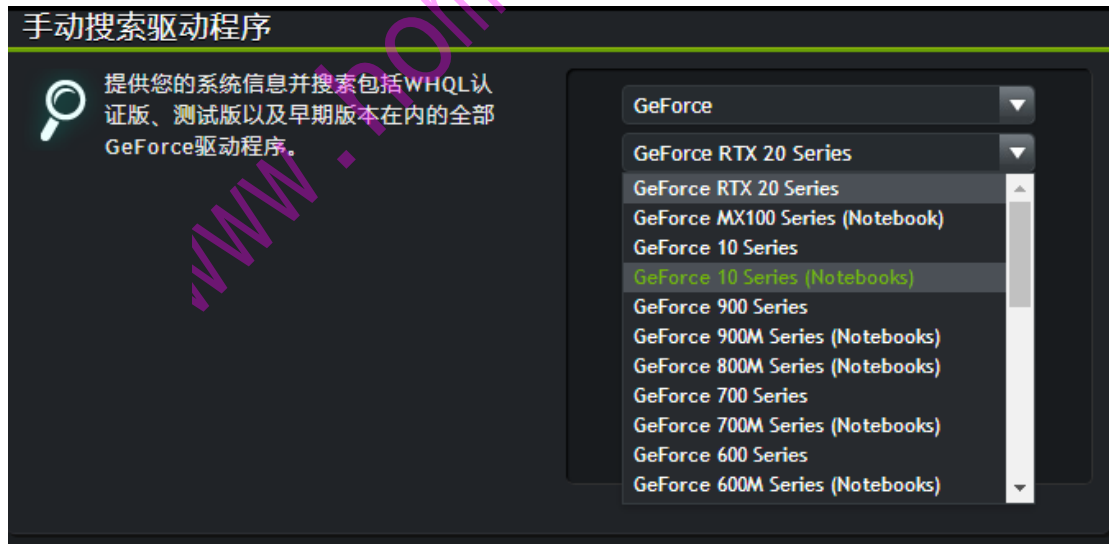 手动搜索驱动程序
提供您的系统信息并搜索包括WHQL认
证版、测试版以及早期版本在内的全部
GeForce驱动程序。
GeForce
GeForce RTX 20 Series
GeForce RTX 20 Series
GeForce MX100 Series (Notebook)
GeForce 10 Series
GeForce 10 Series (Notebooks)
GeForce 900 Series
GeForce 900M Series (Notebooks)
GeForce 800M Series (Notebooks)
GeForce 700 Series
GeForce 700M Series (Notebooks)
GeForce 600 Series
GeForce 600M Series (Notebooks)
www.hom